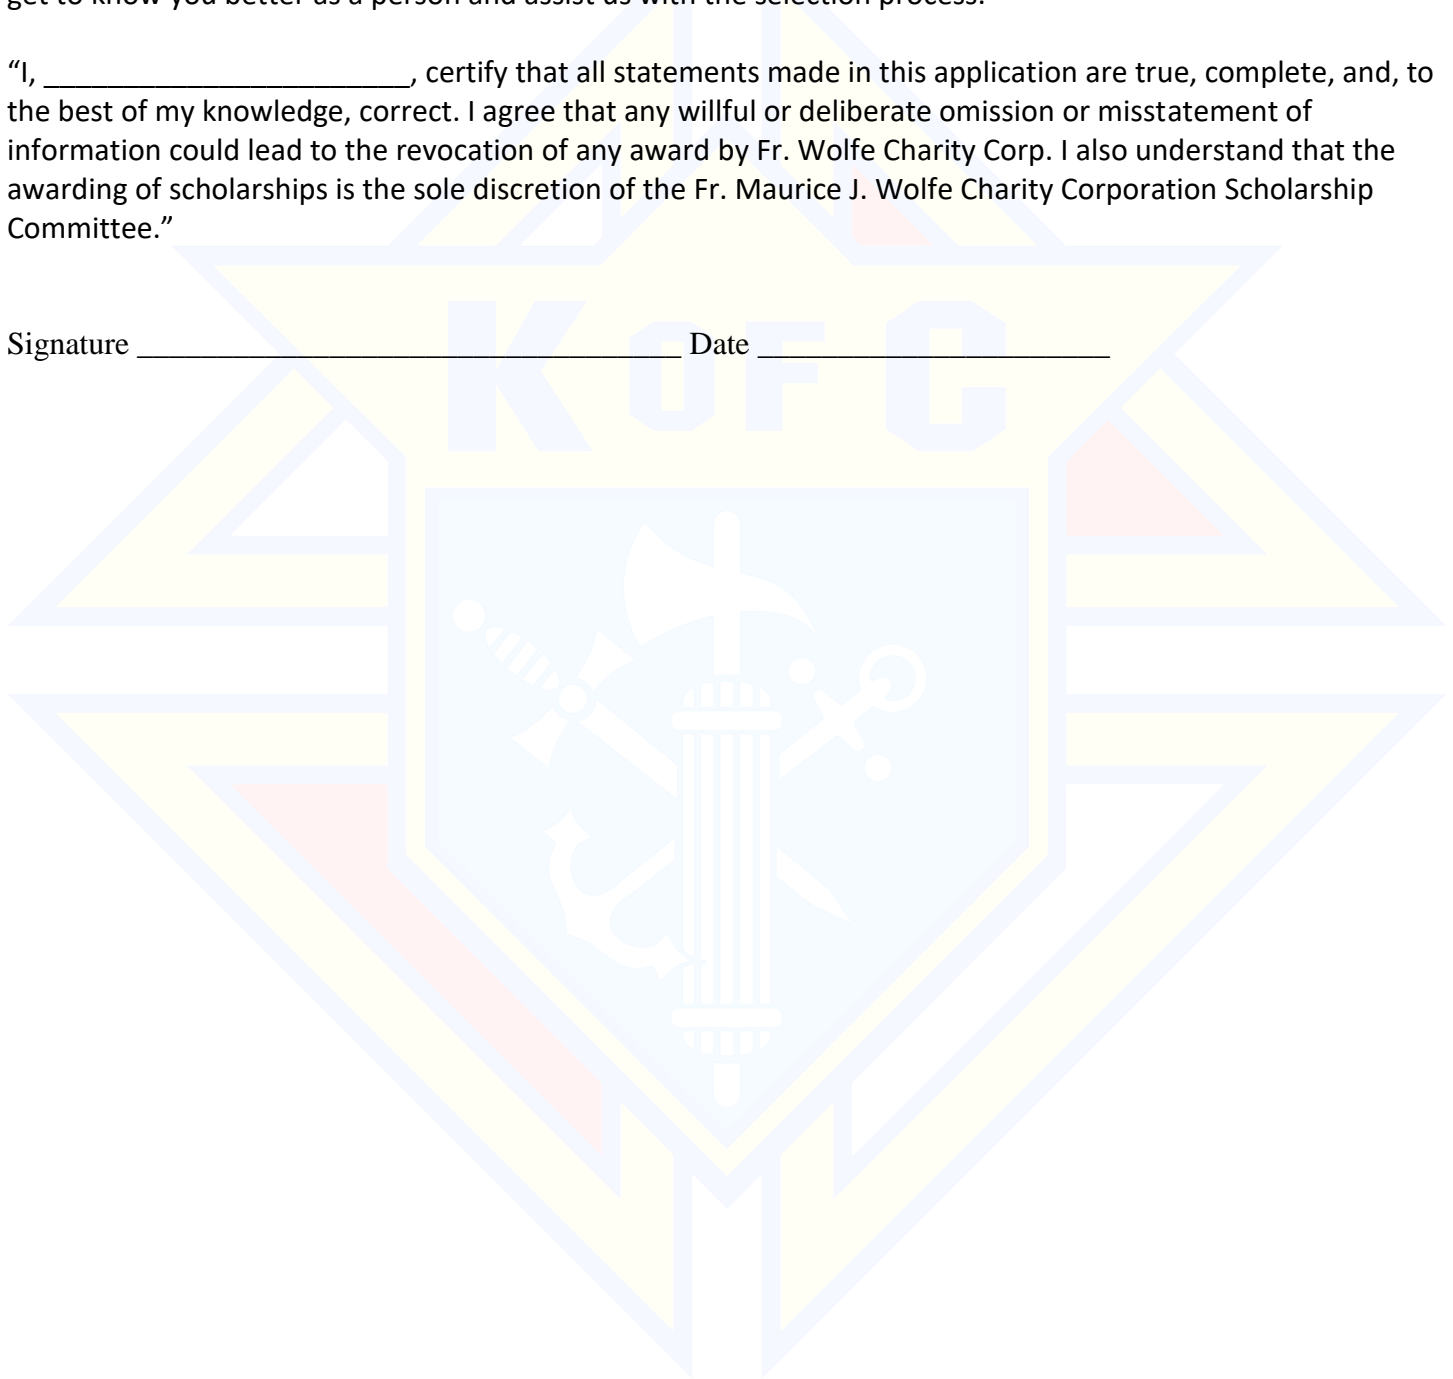 get to know you better as a person and assist us with the selection process.
“I, _______________________, certify that all statements made in this application are true, complete, and, to
the best of my knowledge, correct. I agree that any willful or deliberate omission or misstatement of
information could lead to the revocation of any award by Fr. Wolfe Charity Corp. I also understand that the
awarding of scholarships is the sole discretion of the Fr. Maurice J. Wolfe Charity Corporation Scholarship
Committee.”
Signature __________________________________ Date ______________________
K OF C